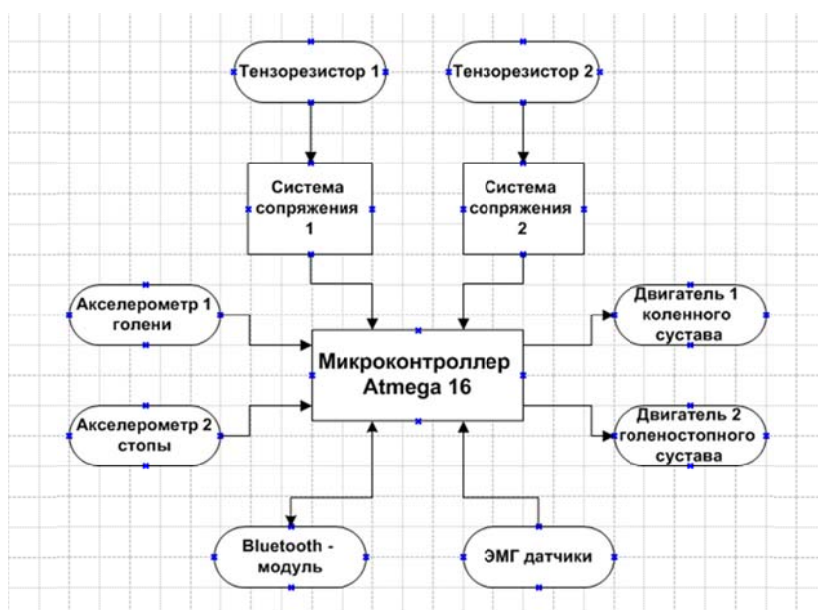 Тензорезистор 1
Тензорезистор 2
Система
сопряжения
1
Система
сопряжения
2
Акселерометр 1
голени
Двигатель 1
коленного
сустава
Микроконтроллер
Atmega 16
Акселерометр 2
стопы
Двигатель 2
голеностопного
сустава
Bluetooth -
модуль
ЭМГ датчики